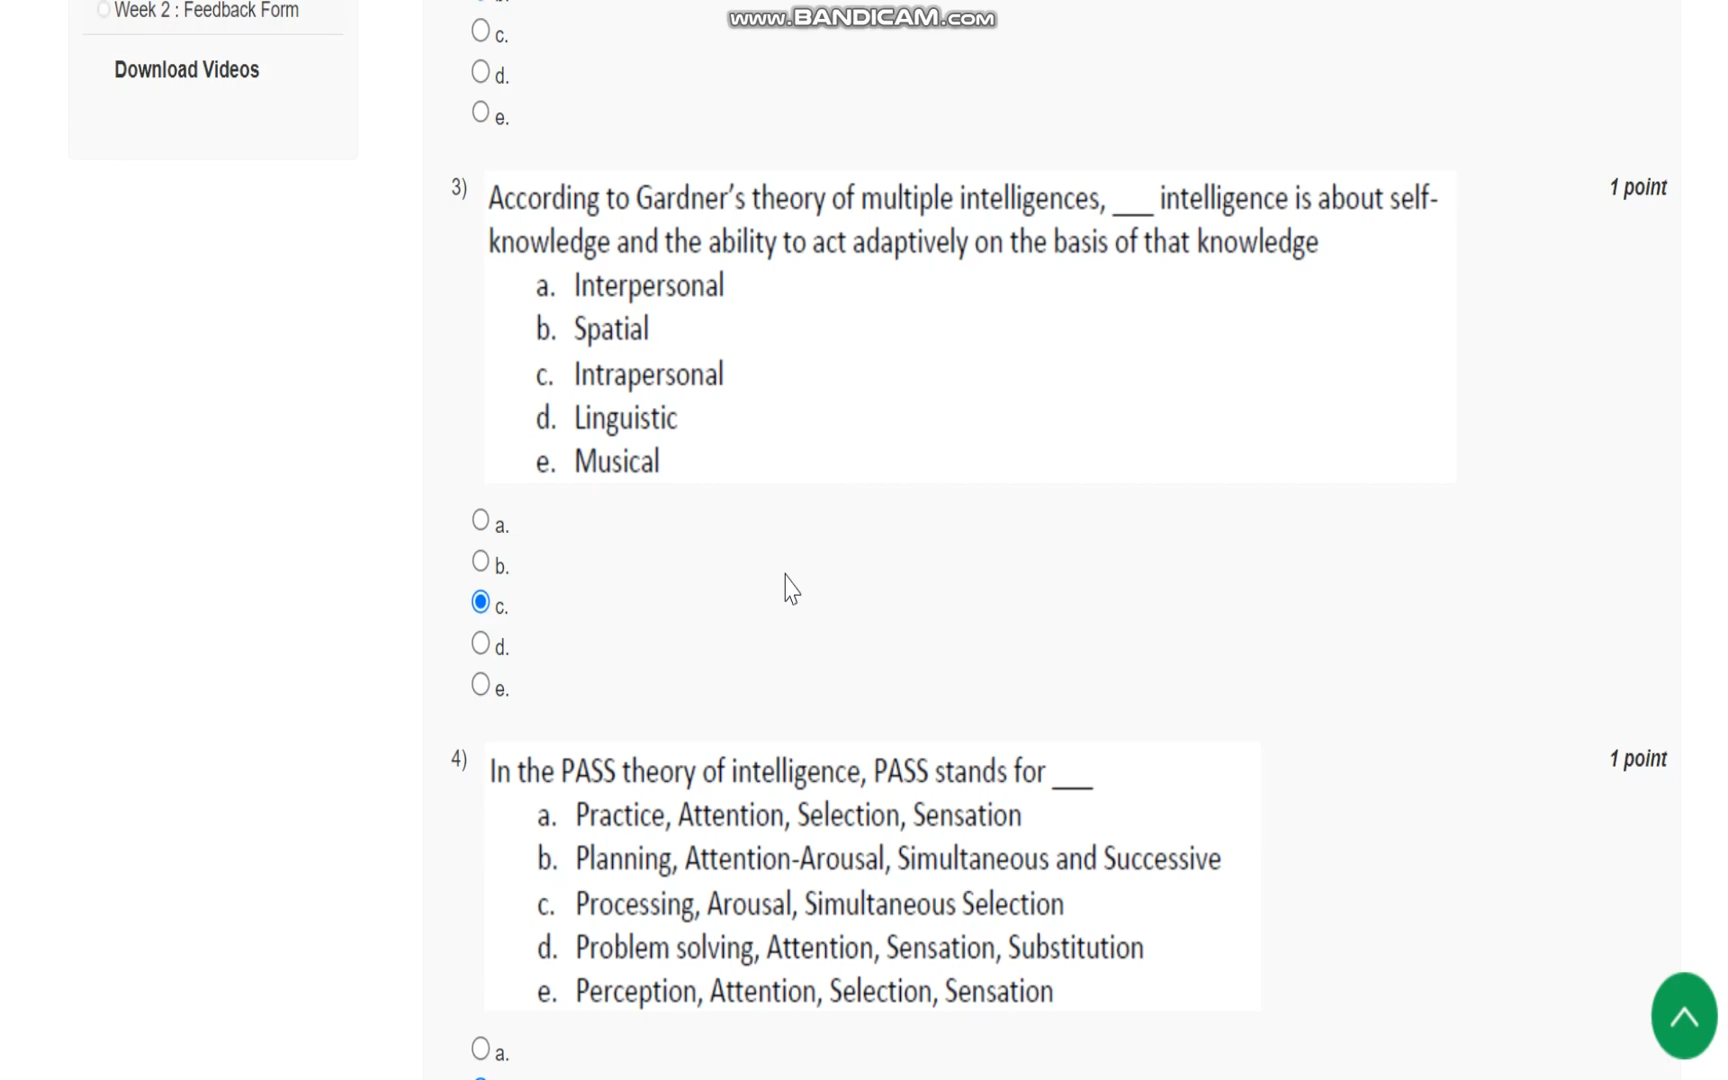 Week 2 : Feedback Form
www.BANDICAM.com
Download Videos
c.
d.
e.
3) According to Gardner’s theory of multiple intelligences, ___ intelligence is about self-
1 point
knowledge and the ability to act adaptively on the basis of that knowledge
a. Interpersonal
b. Spatial
c. Intrapersonal
d. Linguistic
e. Musical
a.
b.
c.
d.
e.
4) In the PASS theory of intelligence, PASS stands for ___
1 point
a. Practice, Attention, Selection, Sensation
b. Planning, Attention-Arousal, Simultaneous and Successive
c. Processing, Arousal, Simultaneous Selection
d. Problem solving, Attention, Sensation, Substitution
e. Perception, Attention, Selection, Sensation
a.